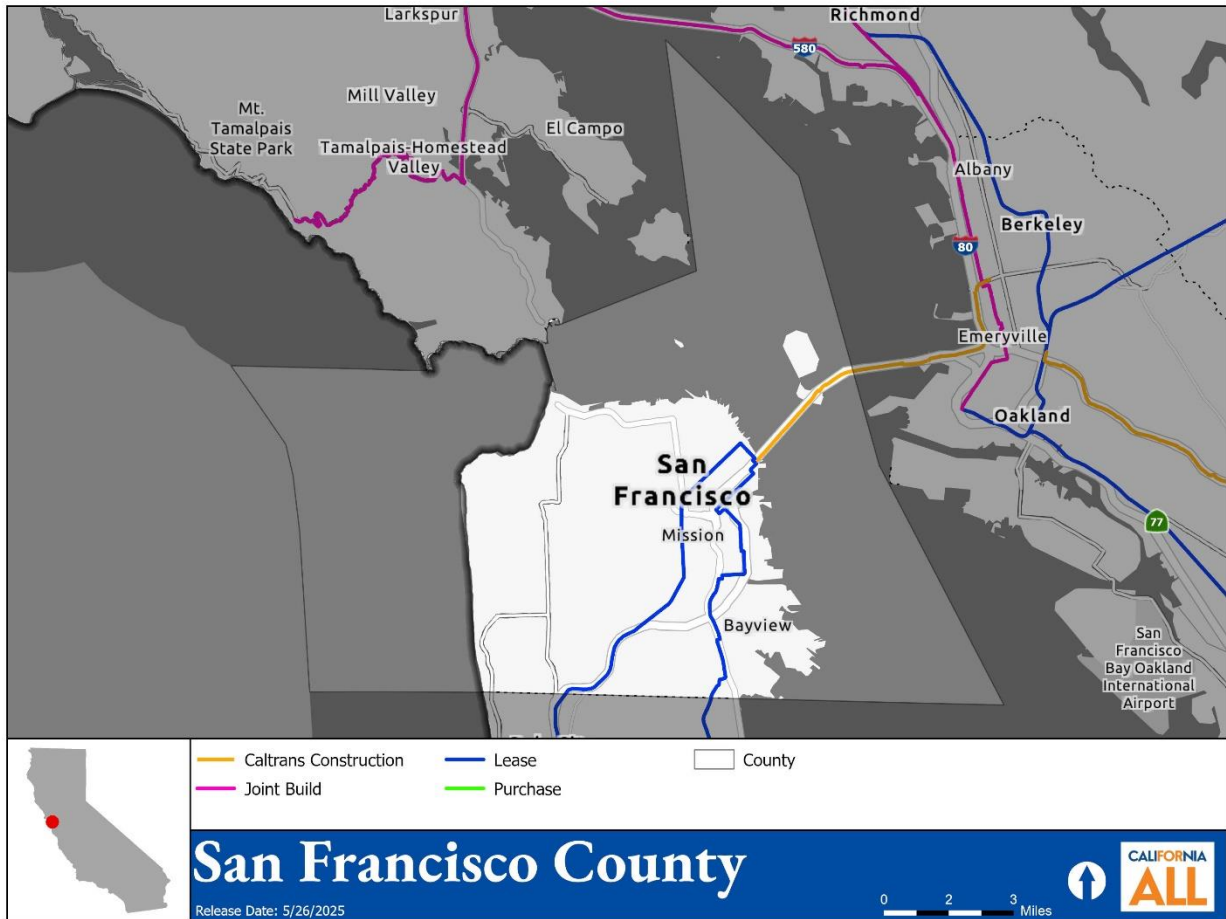 Larkspur
Richmond
580
Mill Valley
Mt.
Tamalpais
State Park
El Campo
Tamalpais-Homestead
Valley
Albany
Berkeley
80
Emeryville
Oakland
San
Francisco
Mission
77
Bayview
San
Francisco
Bay Oakland
International
Airport
Caltrans Construction
Lease
County
Joint Build
Purchase
San Francisco County
Release Date: 5/26/2025
0 2 3
Miles
CALIFORNIA
ALL